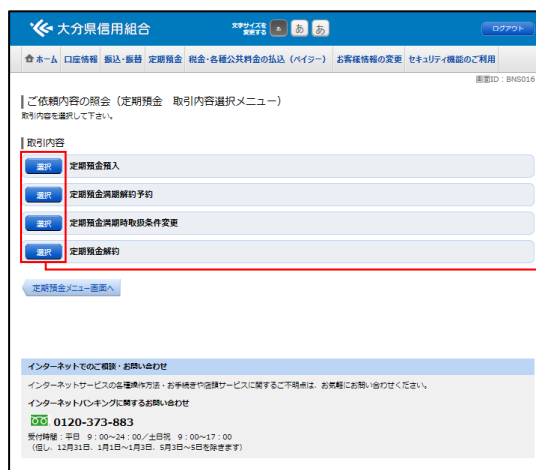 大分県信用組合
文字サイズを
変更する
あ
あ
あ
ログアウト
ホーム 口座情報 振込・振替 定期預金 税金・各種公共料金の払込（ペイジー） お客様情報の変更 セキュリティ機能のご利用
画面ID：BNS016
ご依頼内容の照会（定期預金 取引内容選択メニュー）
取引内容を選択して下さい。
取引内容
選択 定期預金預入
選択 定期預金満期解約予約
選択 定期預金満期時取扱条件変更
選択 定期預金解約
定期預金メニュー画面へ
インターネットでのご相談・お問い合わせ
インターネットサービスの各種操作方法・お手続きや店頭サービスに関するご不明点は、お気軽にお問い合わせください。
インターネットバンキングに関するお問い合わせ
0120-373-883
受付時間：平日 9：00～24：00／土日祝 9：00～17：00
（但し、12月31日、1月1日～1月3日、5月3日～5日を除きます）